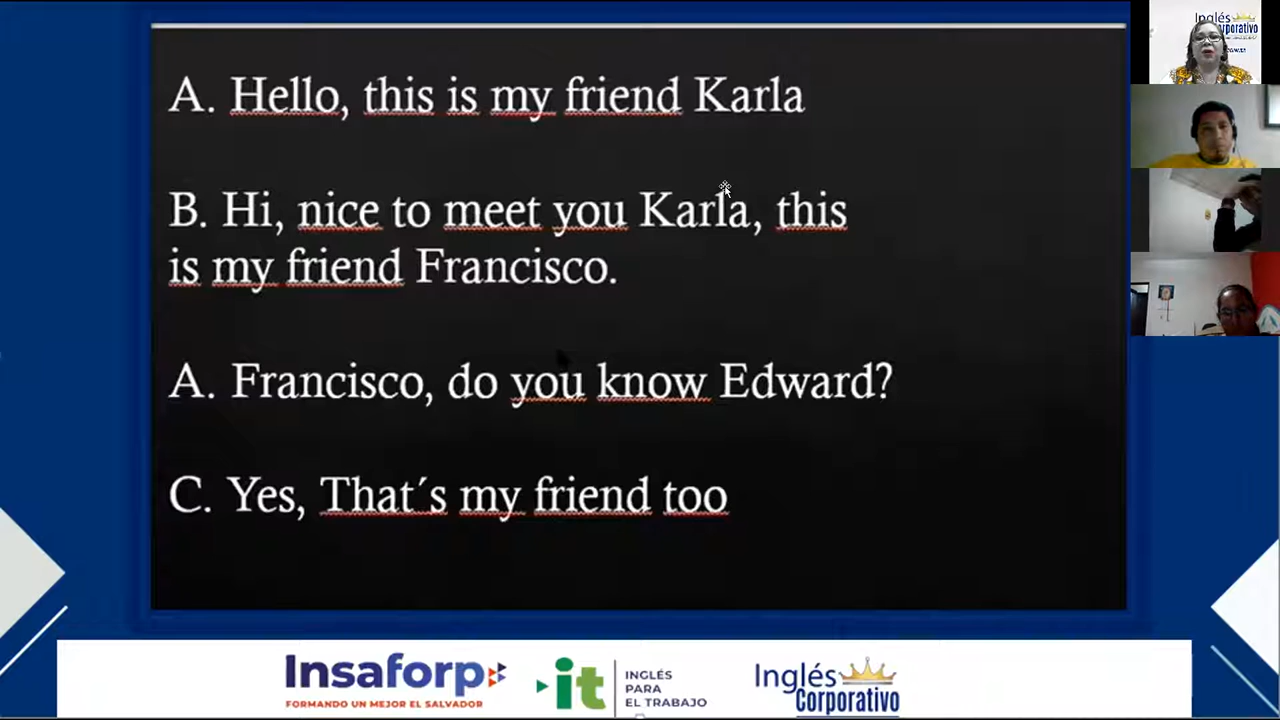 A. Hello, this is my friend Karla
B. Hi, nice to meet you Karla, this
is my friend Francisco.
A. Francisco, do you know Edward?
C. Yes, That´s my friend too
Insaforp
FORMANDO UN MEJOR EL SALVADOR
it
INGLÉS
PARA
EL TRABAJO
Inglés
Corporativo
Inglés